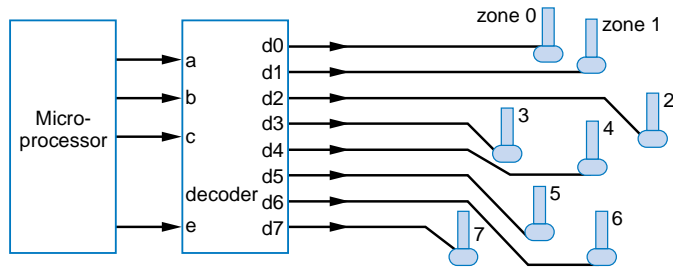 Micro-
processor
a
b
c
e
decoder
d0
d1
d2
d3
d4
d5
d6
d7
zone 0
zone 1
2
3
4
5
6
7